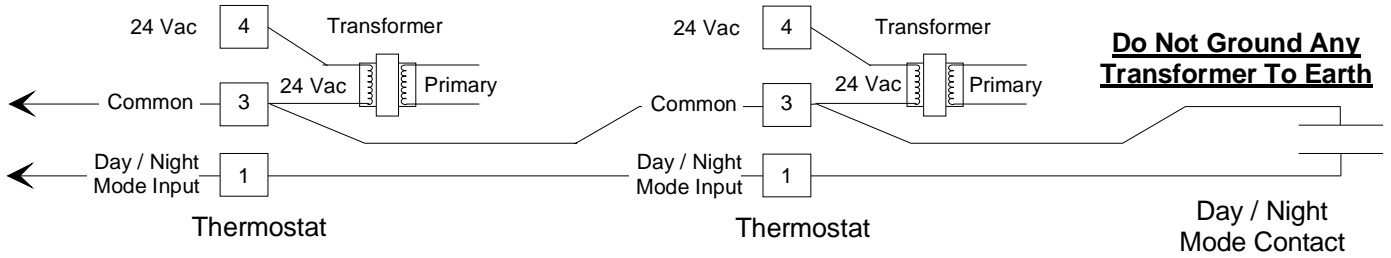 24 Vac 4 Transformer
24 Vac Primary
Common 3
Day / Night
Mode Input 1
Thermostat
24 Vac 4 Transformer
24 Vac Primary
Common 3
Day / Night
Mode Input 1
Thermostat
Do Not Ground Any
Transformer To Earth
Day / Night
Mode Contact